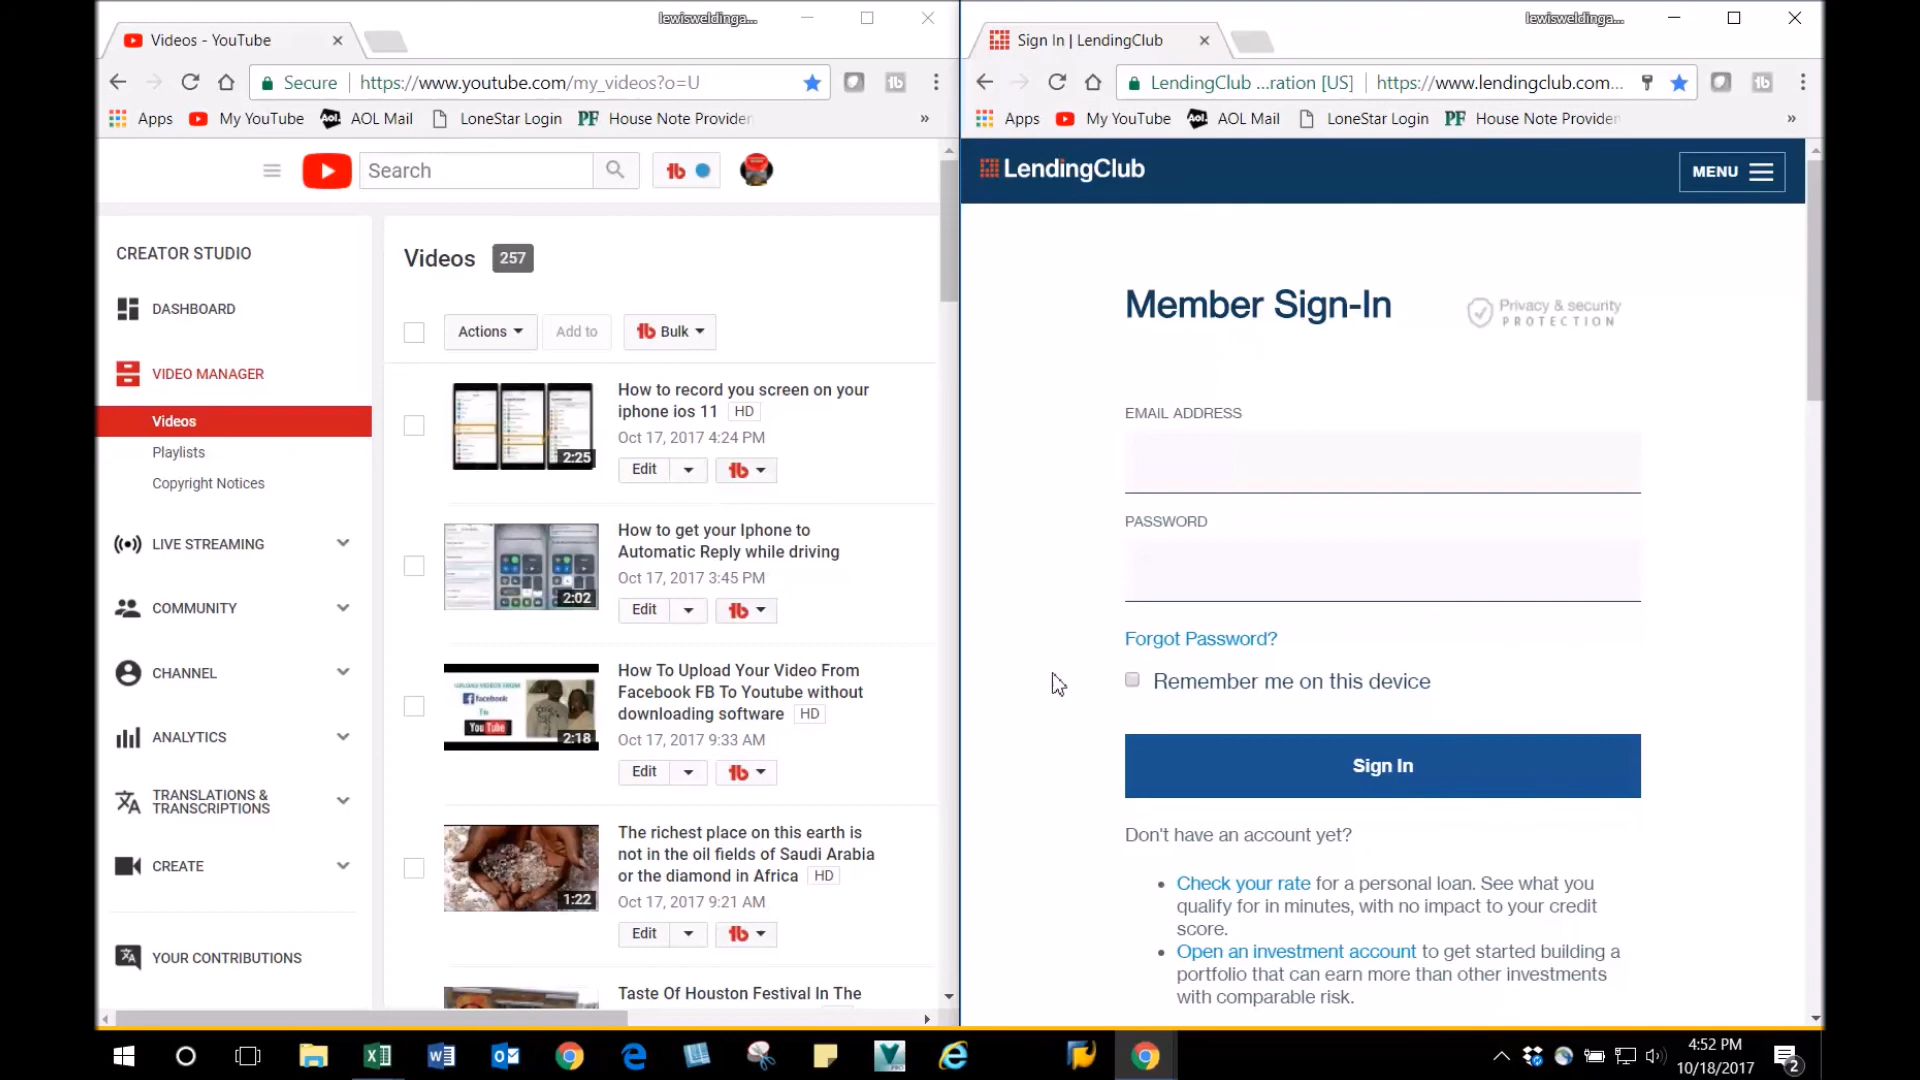 lewisweldinga...
Videos - YouTube
Secure
https://www.youtube.com/my_videos?o=U
Apps
My YouTube
AOL Mail
LoneStar Login
PF House Note Provider
»
Search
CREATOR STUDIO
DASHBOARD
VIDEO MANAGER
Videos
Playlists
Copyright Notices
LIVE STREAMING
COMMUNITY
CHANNEL
ANALYTICS
TRANSLATIONS &
TRANSCRIPTIONS
CREATE
YOUR CONTRIBUTIONS
Videos 257
Actions
Add to
Bulk
How to record you screen on your
iphone ios 11 HD
Oct 17, 2017 4:24 PM
Edit
2:25
How to get your Iphone to
Automatic Reply while driving
Oct 17, 2017 3:45 PM
Edit
2:02
How To Upload Your Video From
Facebook FB To Youtube without
downloading software HD
Oct 17, 2017 9:33 AM
Edit
UPLOAD VIDEOS FROM
facebook
To
YouTube
2:18
The richest place on this earth is
not in the oil fields of Saudi Arabia
or the diamond in Africa HD
Oct 17, 2017 9:21 AM
Edit
1:22
Taste Of Houston Festival In The
lewisweldinga...
Sign In | LendingClub
LendingClub ...ration [US]
https://www.lendingclub.com...
Apps
My YouTube
AOL Mail
LoneStar Login
PF House Note Provider
»
LendingClub
MENU
Member Sign-In
Privacy & security
PROTECTION
EMAIL ADDRESS
PASSWORD
Forgot Password?
Remember me on this device
Sign In
Don't have an account yet?
• Check your rate for a personal loan. See what you
qualify for in minutes, with no impact to your credit
score.
• Open an investment account to get started building a
portfolio that can earn more than other investments
with comparable risk.
4:52 PM
10/18/2017
2